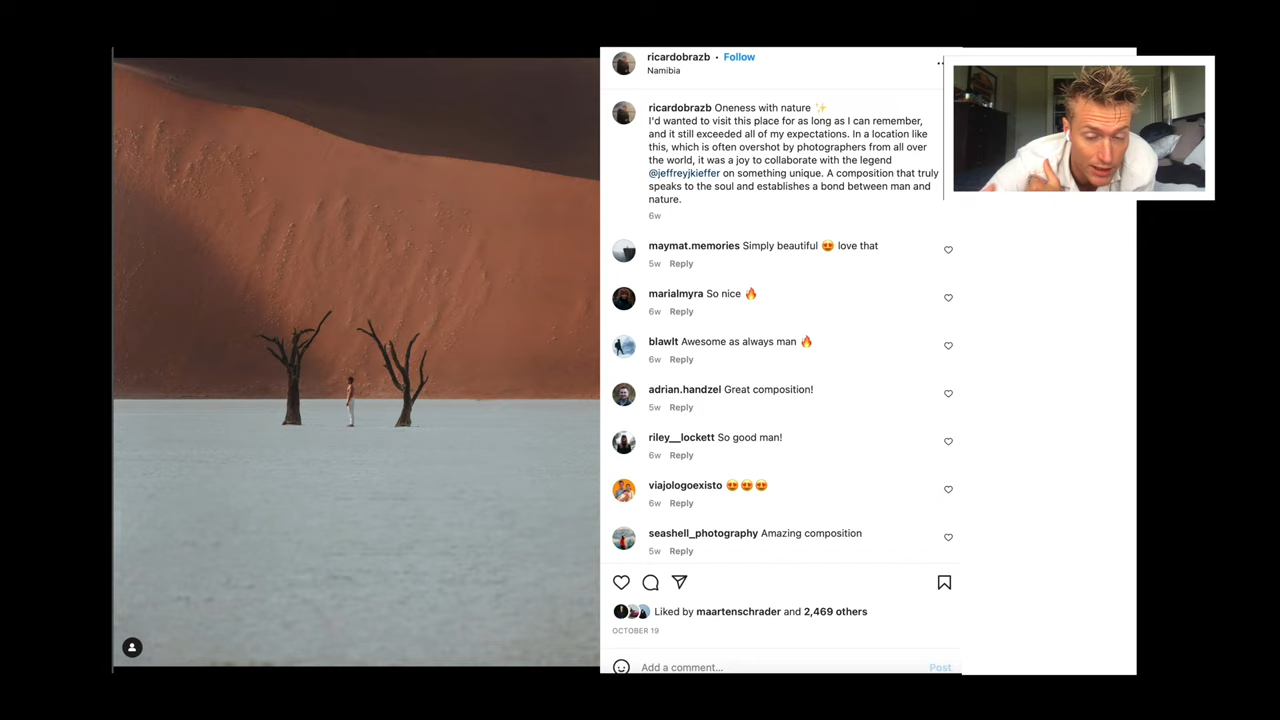 ricardobrazb • Follow
Namibia
ricardobrazb Oneness with nature ✨
I'd wanted to visit this place for as long as I can remember,
and it still exceeded all of my expectations. In a location like
this, which is often overshot by photographers from all over
the world, it was a joy to collaborate with the legend
@jeffreyjkieffer on something unique. A composition that truly
speaks to the soul and establishes a bond between man and
nature.
6w
maymat.memories Simply beautiful 😍 love that
5w Reply
marialmyra So nice 🔥
6w Reply
blawlt Awesome as always man 🔥
6w Reply
adrian.handzel Great composition!
5w Reply
riley__lockett So good man!
6w Reply
viajologoexisto 😍😍😍
6w Reply
seashell_photography Amazing composition
5w Reply
Liked by maartenschrader and 2,469 others
OCTOBER 19
Add a comment... Post